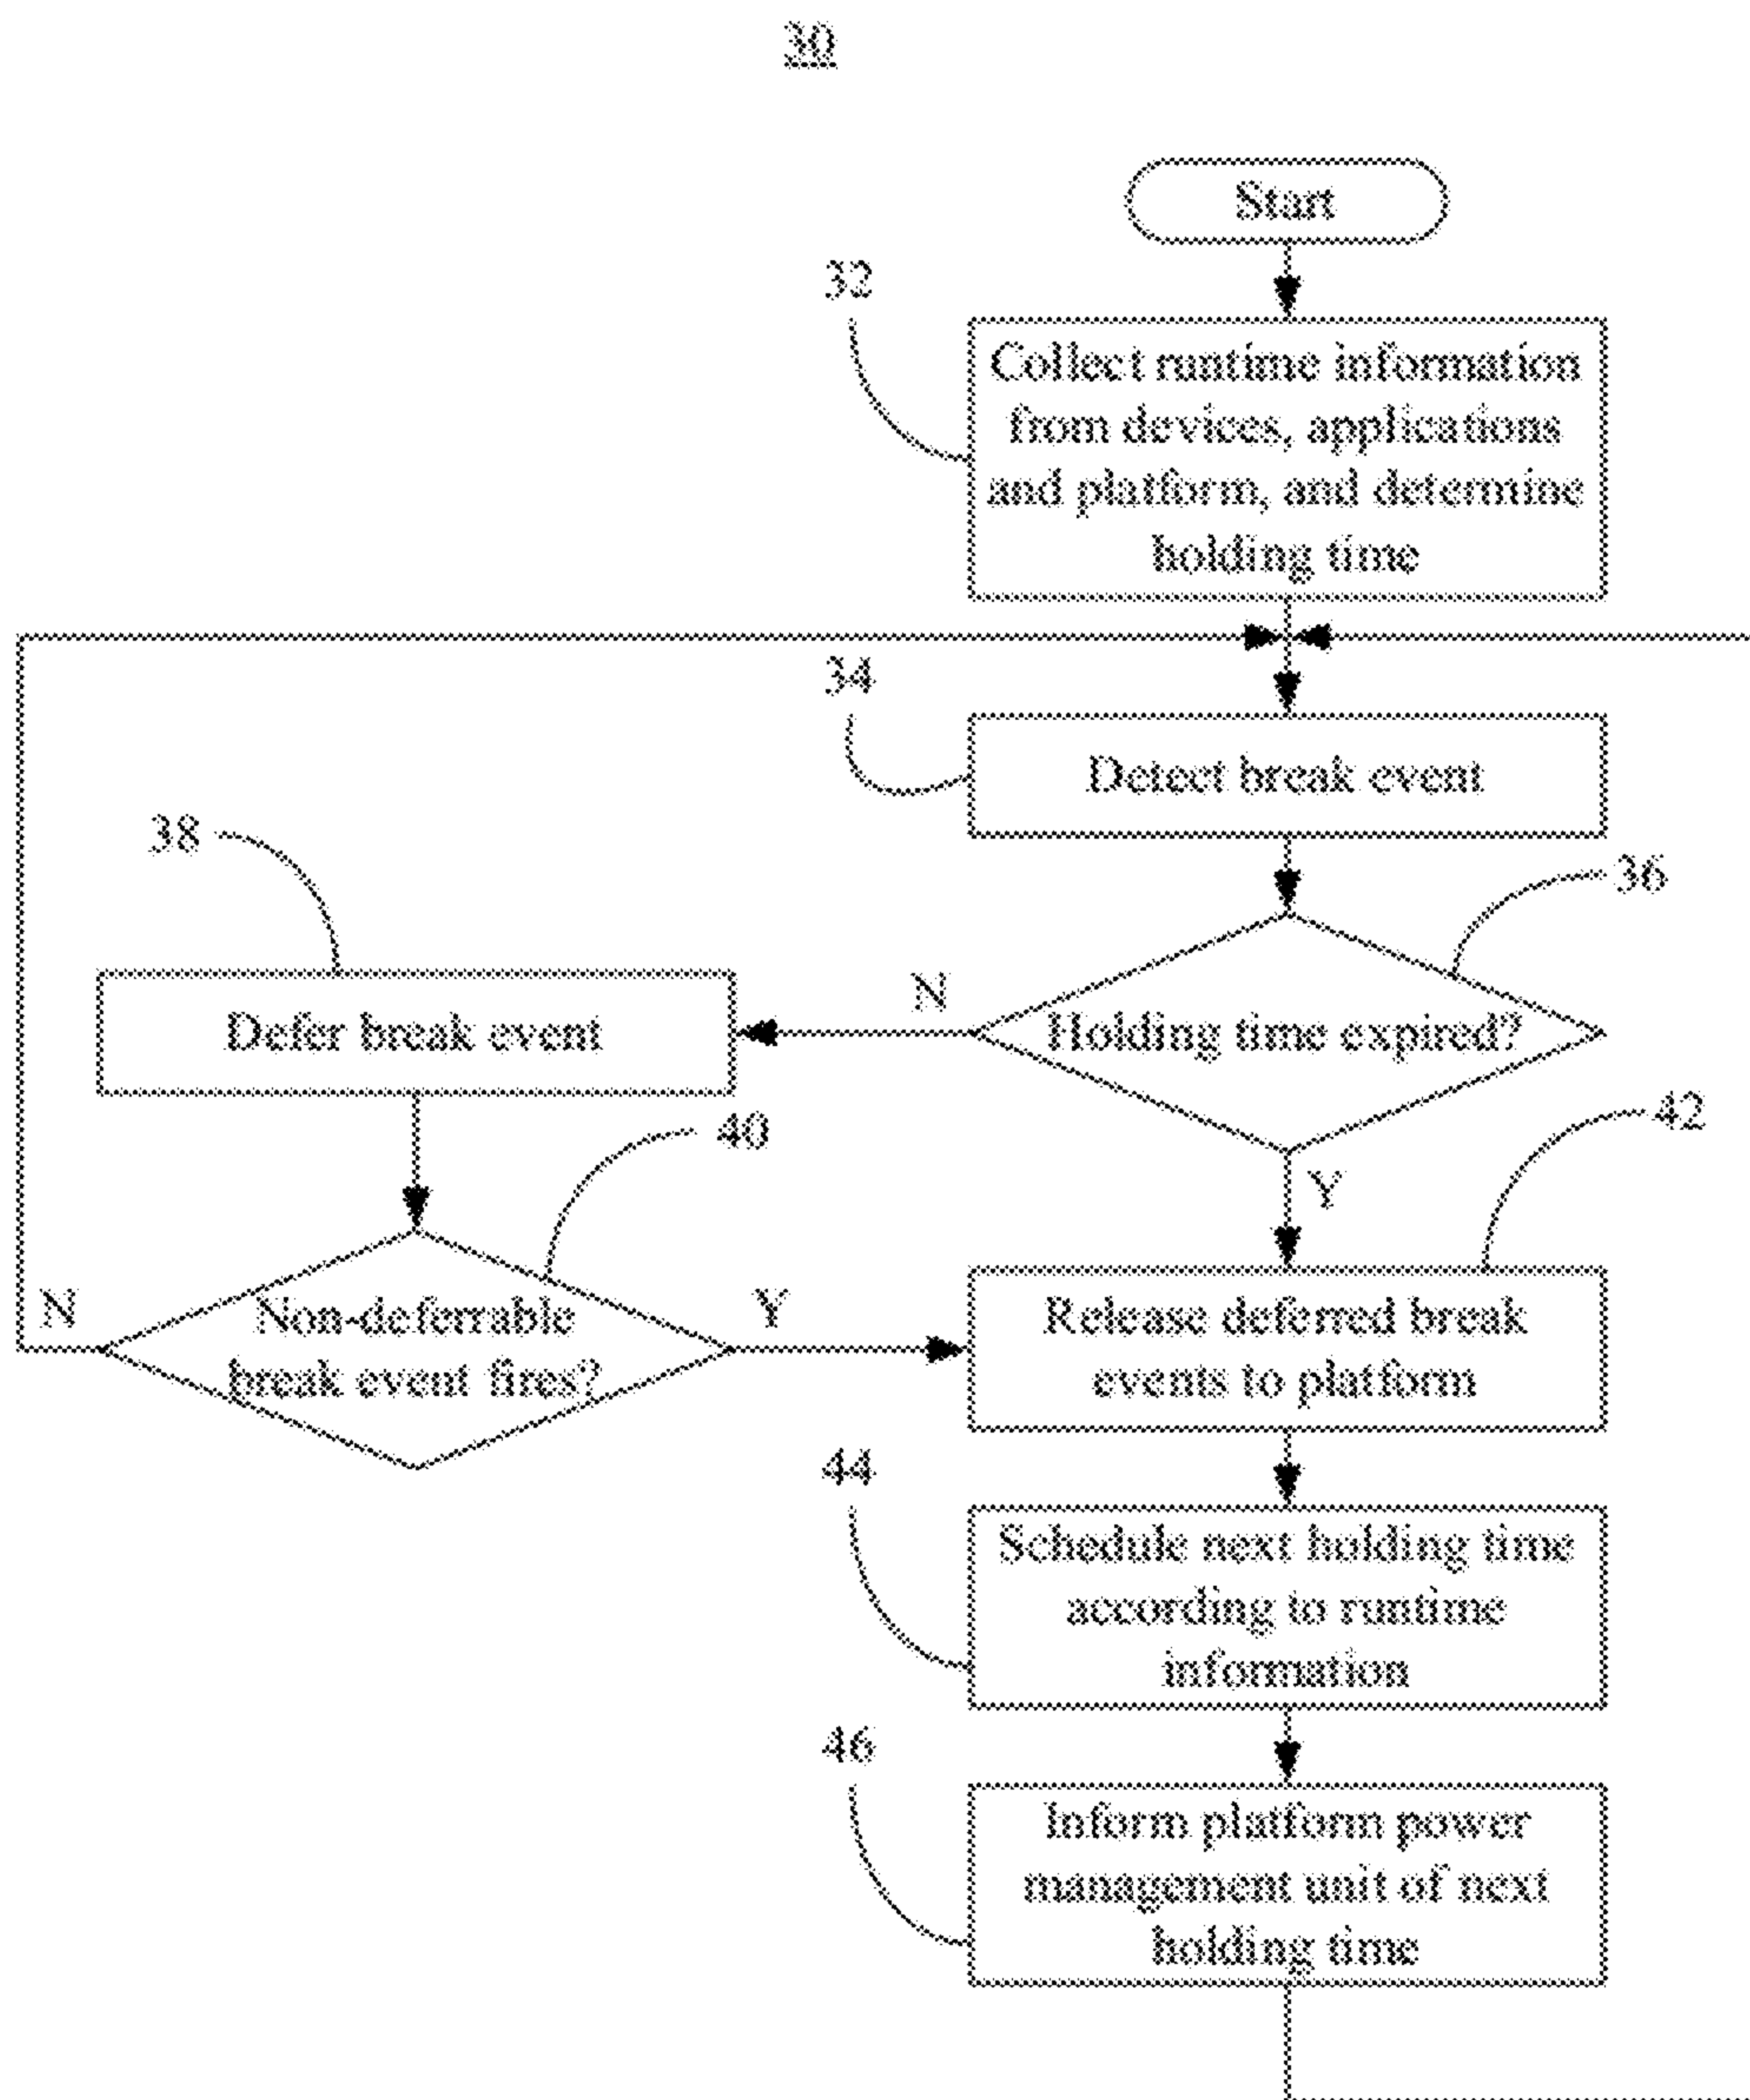 30
Start
32
Collect runtime information
from devices, applications
and platform, and determine
holding time
34
Detect break event
38
36
Defer break event
N
Holding time expired?
40
42
Y
N
Non-deferrable
break event fires?
Y
Release deferred break
events to platform
44
Schedule next holding time
according to runtime
information
46
Inform platform power
management unit of next
holding time